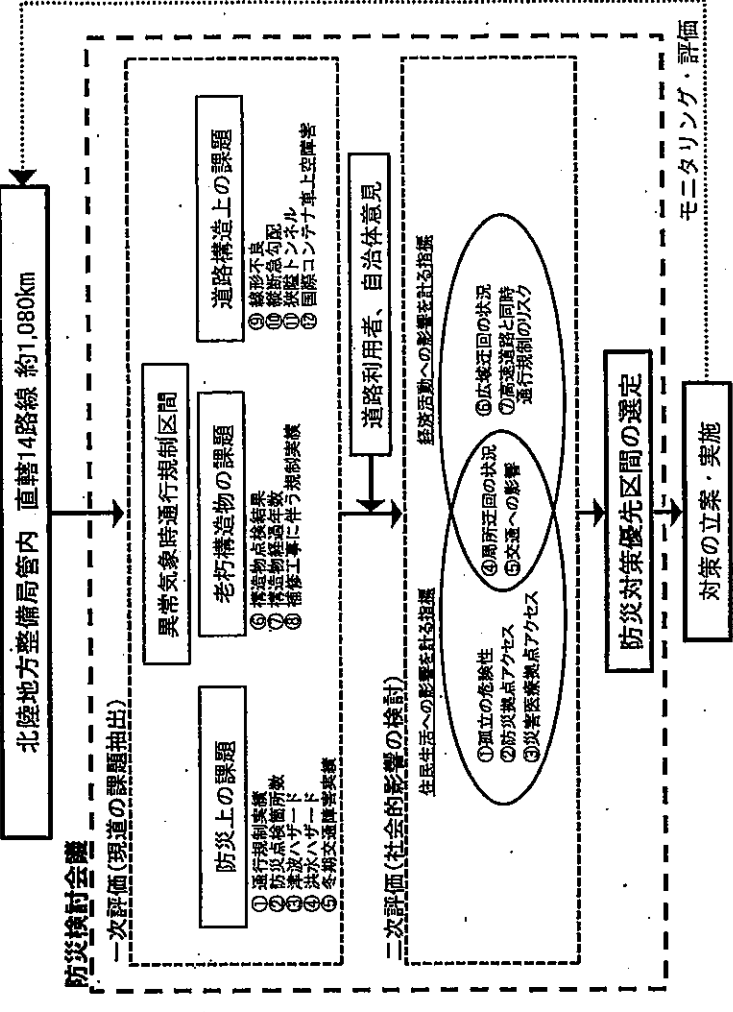 北陸地方整備局管内　直轄14路線 約1,080km
防災検討会議
一次評価(現道の課題抽出)
異常気象時通行規制区間
防災上の課題
①通行規制実績
②防災点検箇所数
③津波ハザード
④洪水ハザード
⑤冬期交通障害実績
老朽構造物の課題
⑥構造物点検結果
⑦構造物経過年数
⑧補修工事に伴う規制実績
道路構造上の課題
⑨線形不良
⑩縦断急勾配
⑪狭隘トンネル
⑫国際コンテナ車上空障害
道路利用者、自治体意見
二次評価(社会的影響の検討)
住民生活への影響を計る指標
経済活動への影響を計る指標
①孤立の危険性
②防災拠点アクセス
③災害医療拠点アクセス
④局所迂回の状況
⑤交通への影響
⑥広域迂回の状況
⑦高速道路と同時
通行規制のリスク
防災対策優先区間の選定
対策の立案・実施
モニタリング・評価